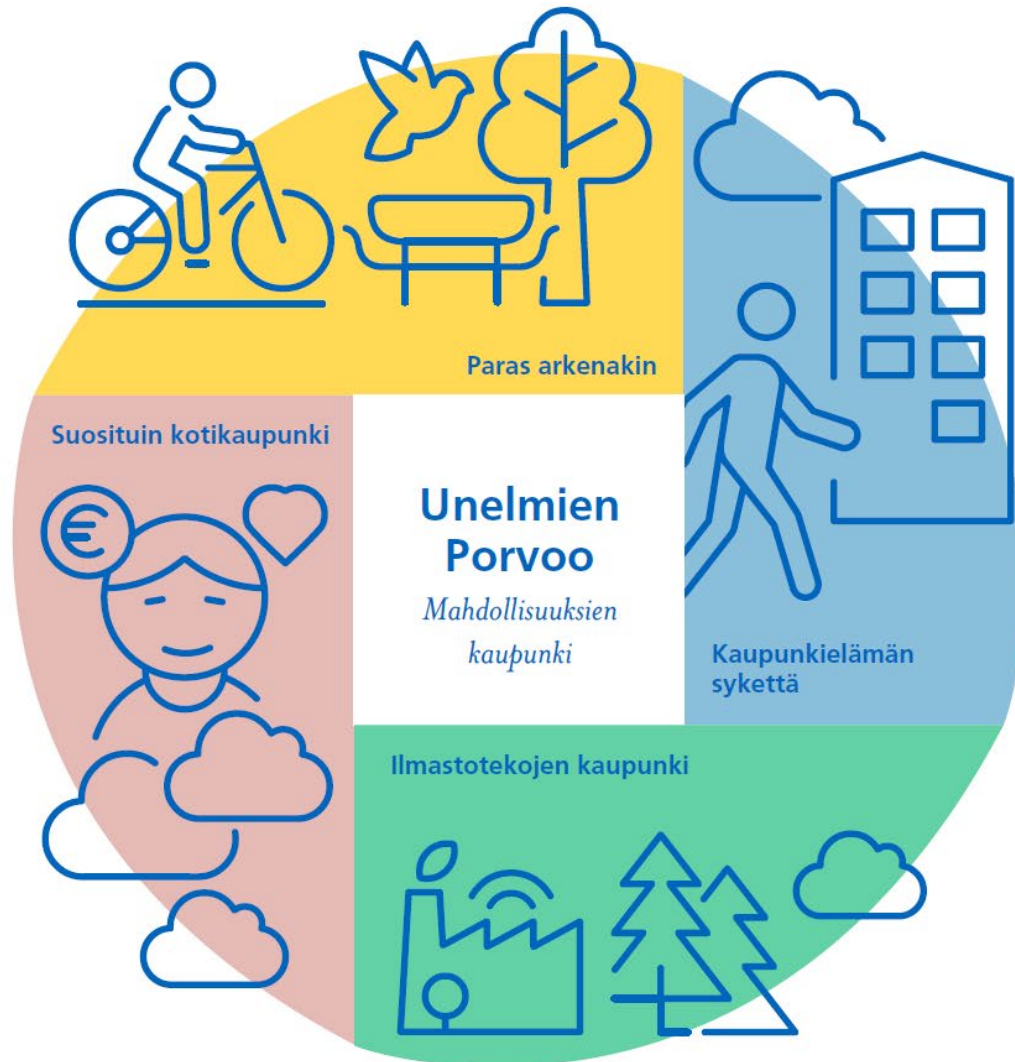 Paras arkenakin
Suosituin kotikaupunki
Unelmien
Porvoo
Mahdollisuuksien
kaupunki
Kaupunkielämän
sykettä
Ilmastotekojen kaupunki